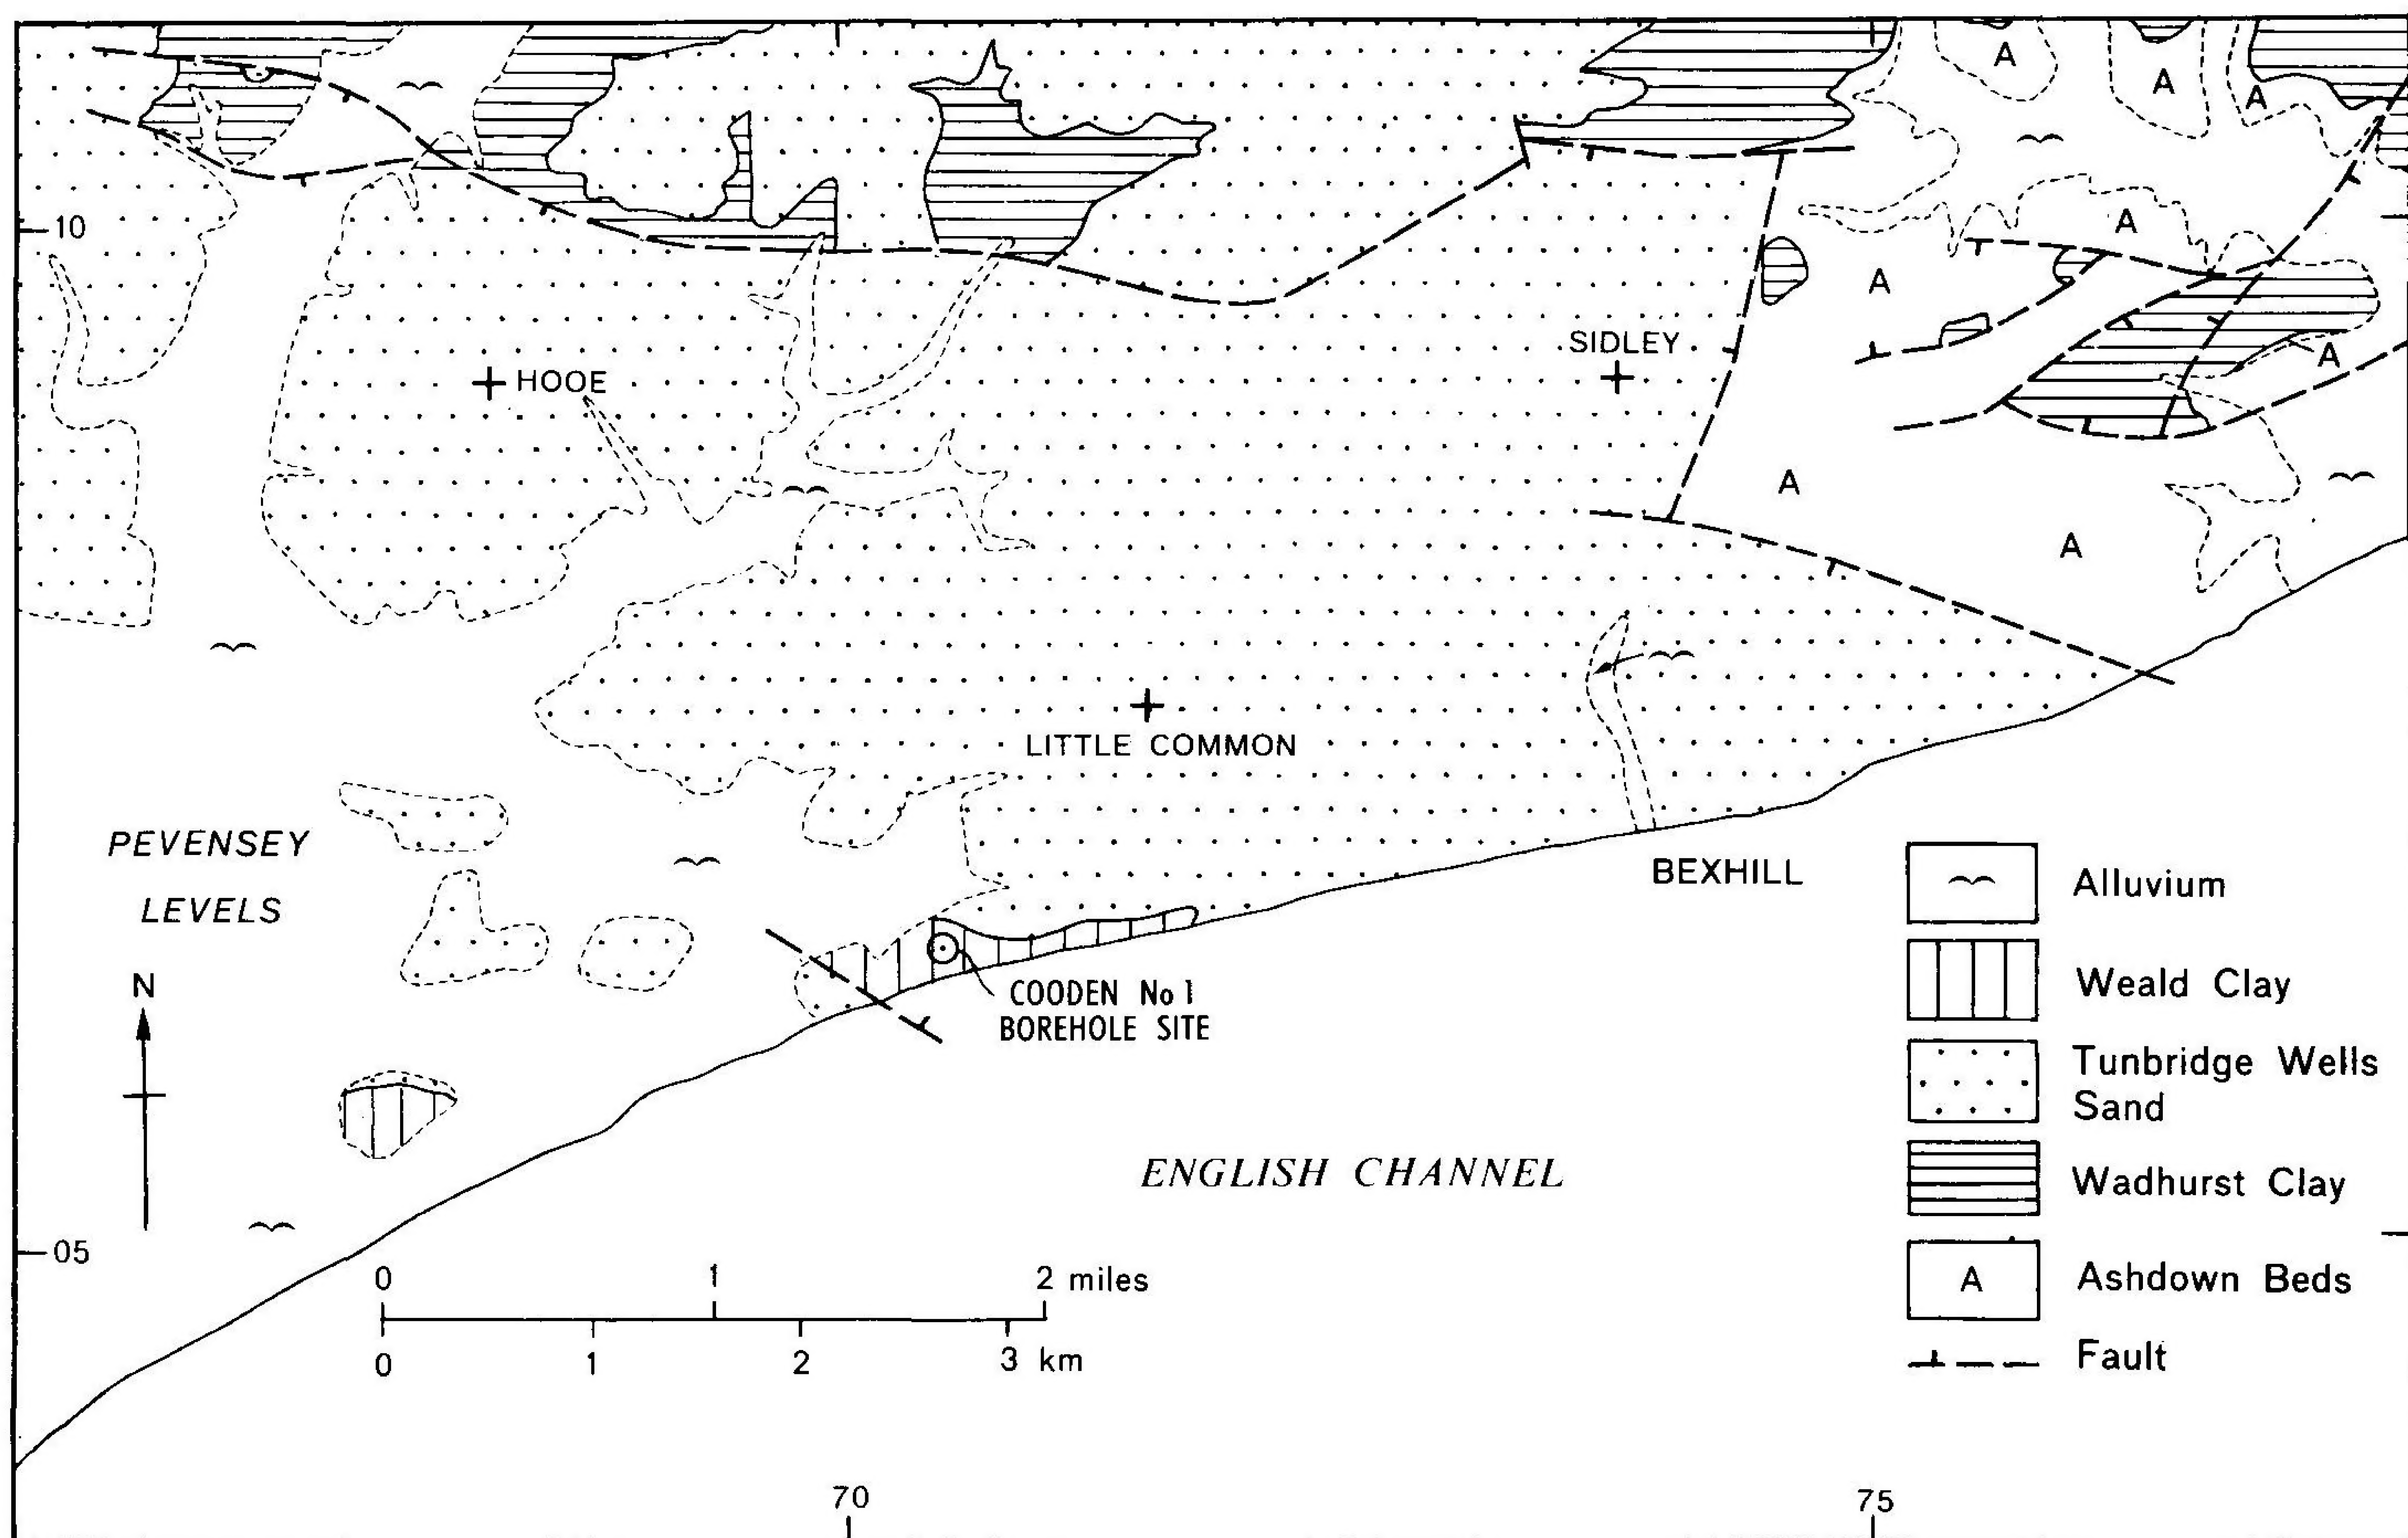 A
A
A
10
A
A
SIDLEY
HOOE
A
A
A
LITTLE COMMON
PEVENSEY
LEVELS
BEXHILL
N
COODEN No 1
BOREHOLE SITE
ENGLISH CHANNEL
Alluvium
Weald Clay
Tunbridge Wells
Sand
Wadhurst Clay
A
Ashdown Beds
Fault
05
0 1 2 miles
0 1 2 3 km
70 75